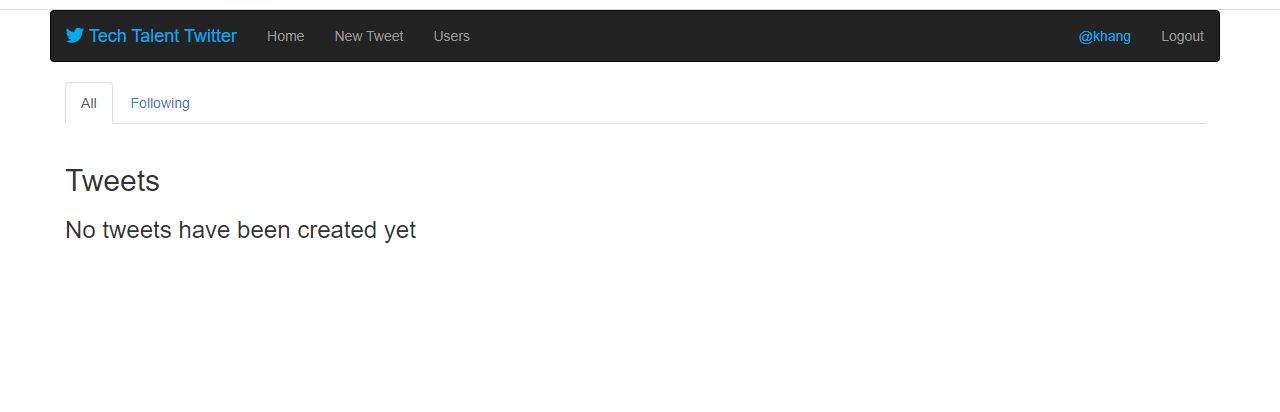 Tech Talent Twitter Home New Tweet Users @khang Logout
All Following
Tweets
No tweets have been created yet